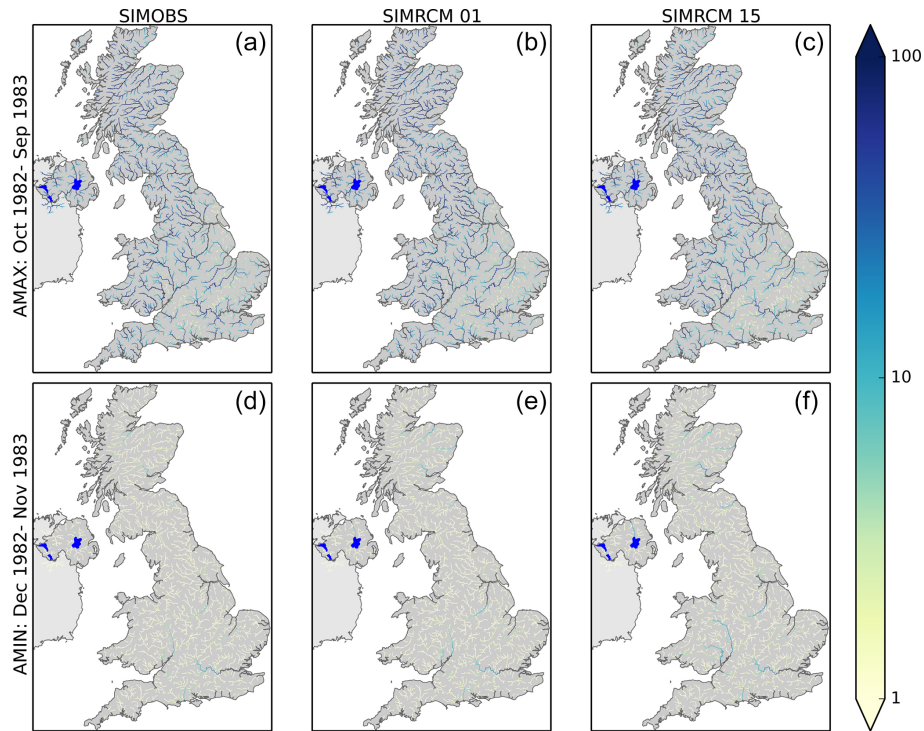 SIMOBS
SIMRCM 01
SIMRCM 15
AMAX: Oct 1982- Sep 1983
(a)
(b)
(c)
100
10
1
AMIN: Dec 1982- Nov 1983
(d)
(e)
(f)